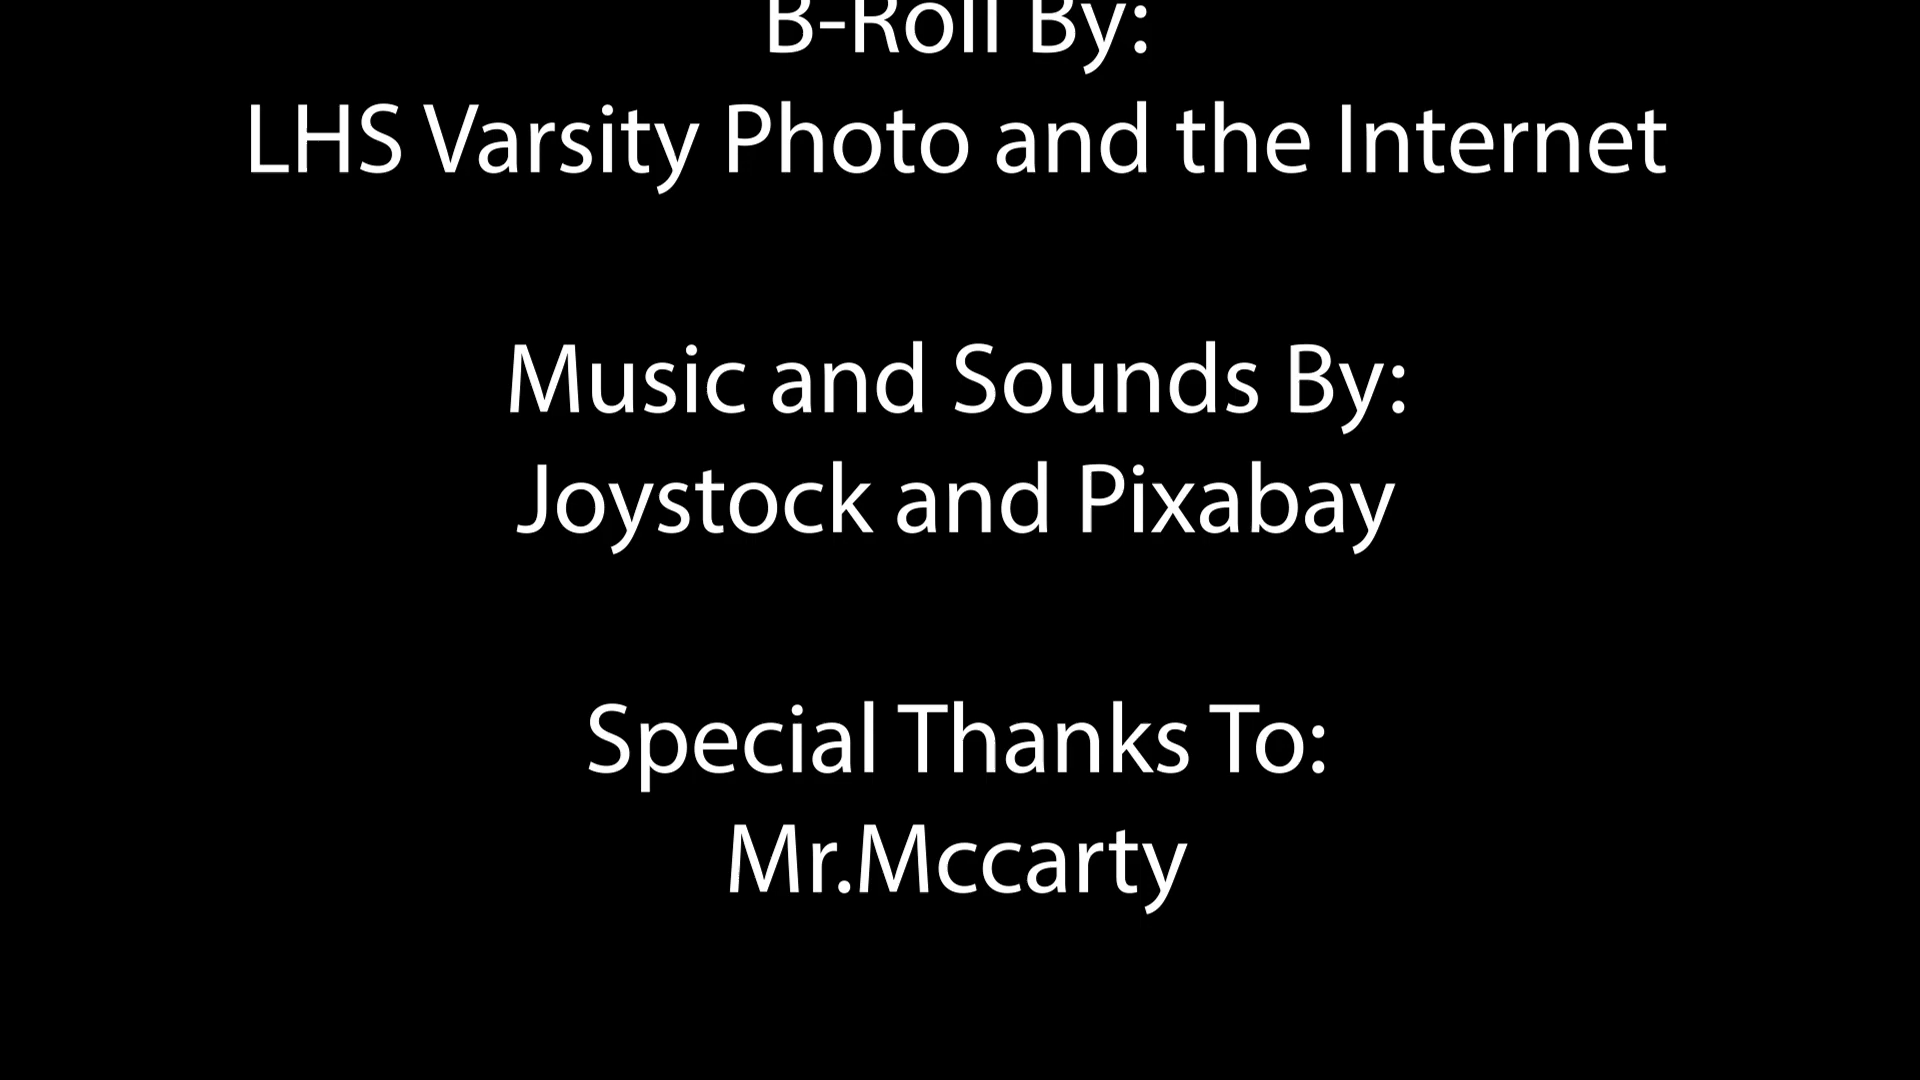 B-Roll By:
LHS Varsity Photo and the Internet
Music and Sounds By:
Joystock and Pixabay
Special Thanks To:
Mr.Mccarty